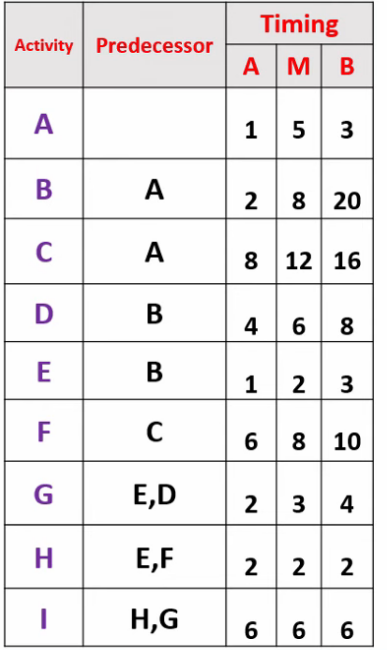 Activity Predecessor Timing
A M B
A 1 5 3
B A 2 8 20
C A 8 12 16
D B 4 6 8
E B 1 2 3
F C 6 8 10
G E,D 2 3 4
H E,F 2 2 2
I H,G 6 6 6